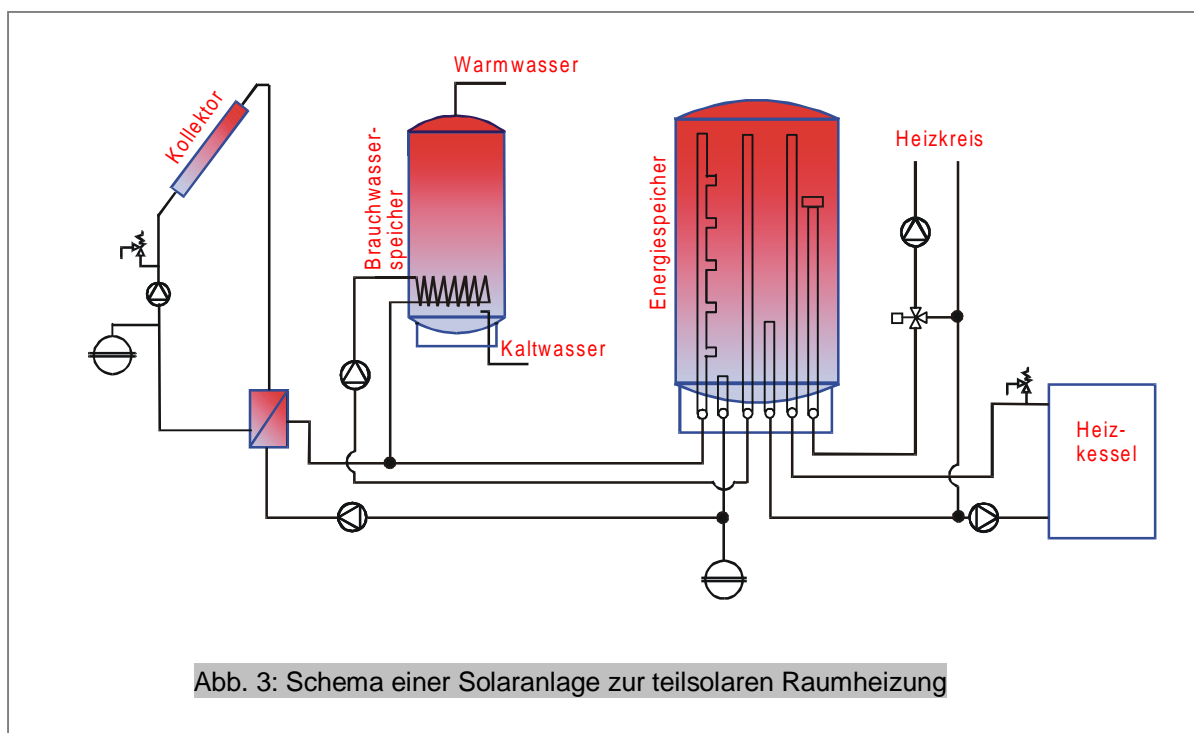 Warmwasser
Kollektor
Brauchwasser-
speicher
Kaltwasser
Energiespeicher
Heizkreis
Heiz-
kessel
Abb. 3: Schema einer Solaranlage zur teilsolaren Raumheizung